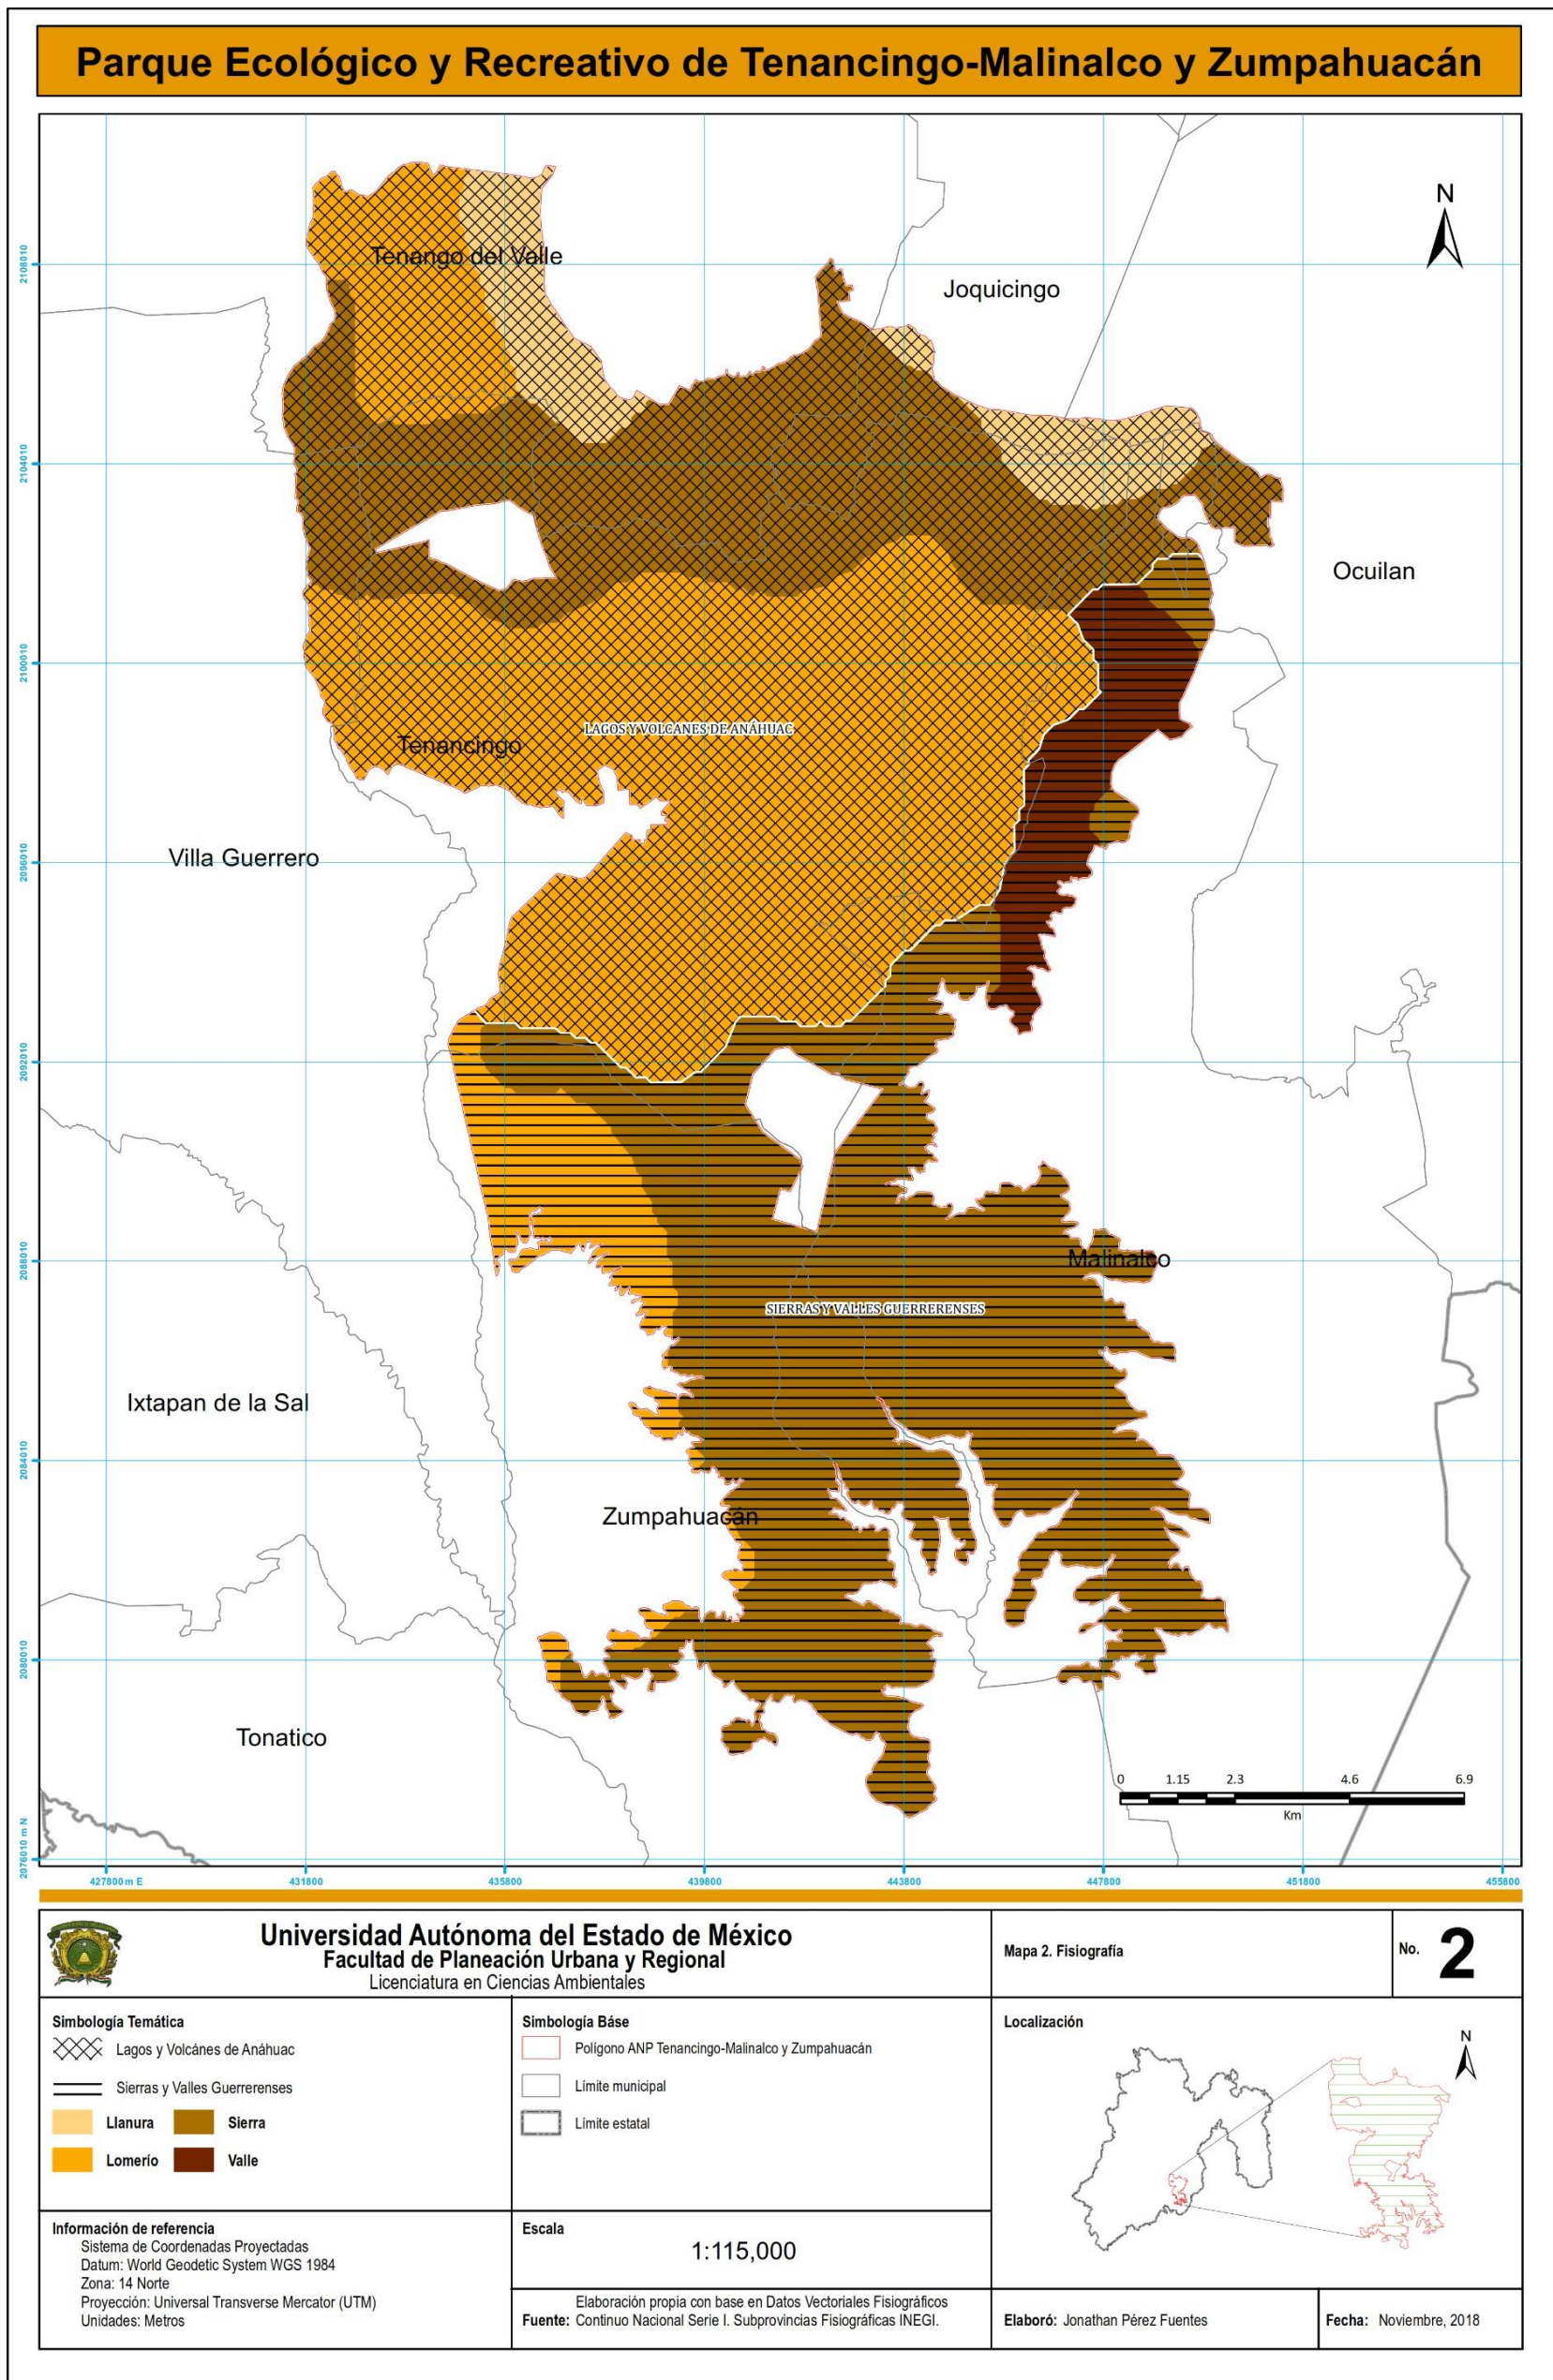 Parque Ecológico y Recreativo de Tenancingo-Malinalco y Zumpahuacán
N
Tenango del Valle
Joquicingo
Ocuilan
LAGOS Y VOLCANES DE ANÁHUAC
Tenancingo
Villa Guerrero
Malinalco
SIERRAS Y VALLES GUERRERENSES
Ixtapan de la Sal
Zumpahuacán
Tonatico
0 1.15 2.3 4.6 6.9
Km
2108010
2104010
2100010
2096010
2092010
2088010
2084010
2080010
2076010 m N
427800 m E 431800 435800 439800 443800 447800 451800 455800
Universidad Autónoma del Estado de México
Facultad de Planeación Urbana y Regional
Licenciatura en Ciencias Ambientales
Mapa 2. Fisiografía
No. 2
Simbología Temática
Lagos y Volcánes de Anáhuac
Sierras y Valles Guerrerenses
Llanura Sierra
Lomerío Valle
Simbología Báse
Polígono ANP Tenancingo-Malinalco y Zumpahuacán
Límite municipal
Límite estatal
Localización
N
Información de referencia
Sistema de Coordenadas Proyectadas
Datum: World Geodetic System WGS 1984
Zona: 14 Norte
Proyección: Universal Transverse Mercator (UTM)
Unidades: Metros
Escala
1:115,000
Elaboración propia con base en Datos Vectoriales Fisiográficos
Fuente: Continuo Nacional Serie I. Subprovincias Fisiográficas INEGI.
Elaboró: Jonathan Pérez Fuentes
Fecha: Noviembre, 2018